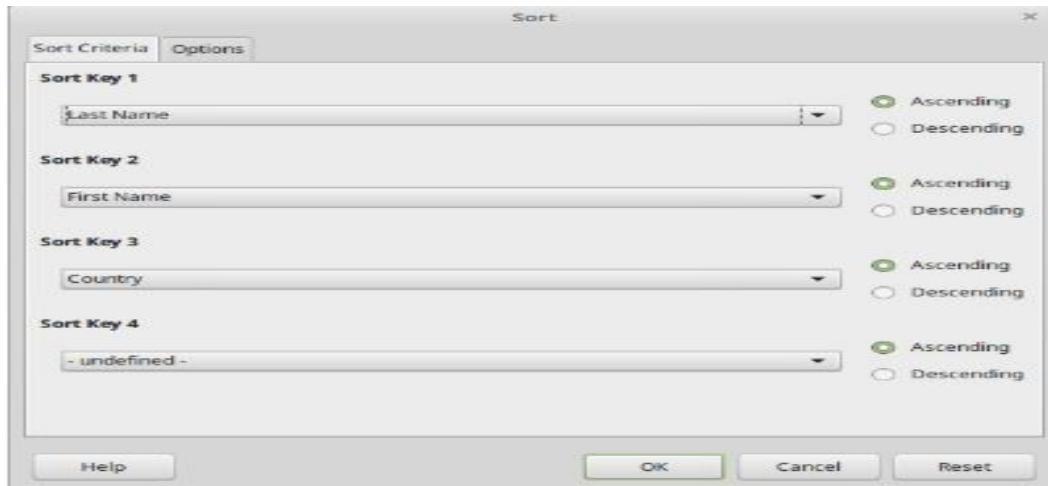 Sort
Sort Criteria Options
Sort Key 1
Last Name
Ascending
Descending
Sort Key 2
First Name
Ascending
Descending
Sort Key 3
Country
Ascending
Descending
Sort Key 4
- undefined -
Ascending
Descending
Help OK Cancel Reset